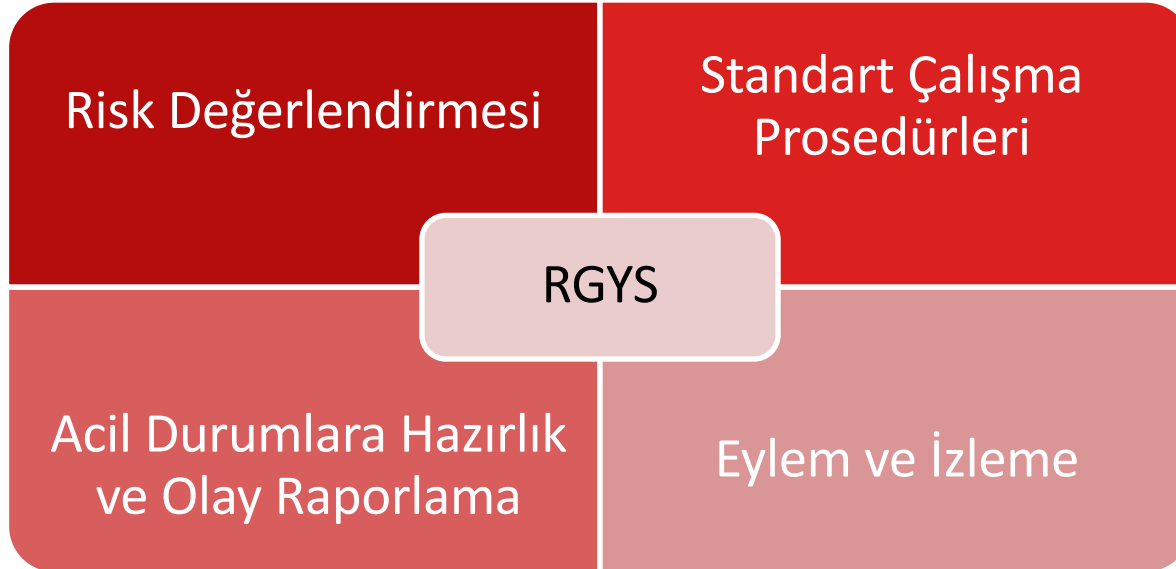 Risk Değerlendirmesi
Standart Çalışma
Prosedürleri
RGYS
Acil Durumlara Hazırlık
ve Olay Raporlama
Eylem ve İzleme